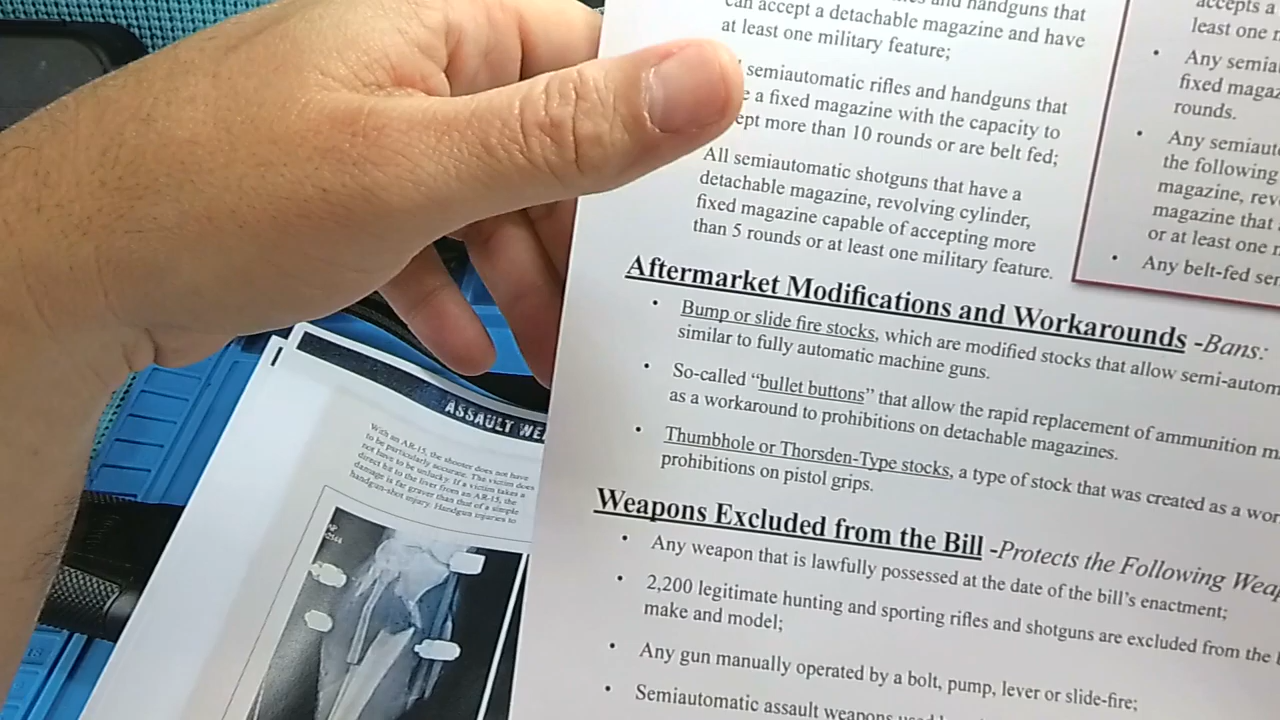 and handguns that
can accept a detachable magazine and have
at least one military feature;
semiautomatic rifles and handguns that
a fixed magazine with the capacity to
ept more than 10 rounds or are belt fed;
All semiautomatic shotguns that have a
detachable magazine, revolving cylinder,
fixed magazine capable of accepting more
than 5 rounds or at least one military feature.
accepts a
least one
• Any semia
fixed magaz
rounds.
• Any semiaut
the following
magazine, rev
magazine that
or at least one
• Any belt-fed ser
Aftermarket Modifications and Workarounds -Bans:
• Bump or slide fire stocks, which are modified stocks that allow semi-autom
similar to fully automatic machine guns.
• So-called “bullet buttons” that allow the rapid replacement of ammunition m
as a workaround to prohibitions on detachable magazines.
• Thumbhole or Thorsden-Type stocks, a type of stock that was created as a wor
prohibitions on pistol grips.
Weapons Excluded from the Bill -Protects the Following Weap
• Any weapon that is lawfully possessed at the date of the bill’s enactment;
• 2,200 legitimate hunting and sporting rifles and shotguns are excluded from the
make and model;
• Any gun manually operated by a bolt, pump, lever or slide-fire;
• Semiautomatic assault weapons used
ASSAULT WE
With an AR-15, the shooter does not have
to be particularly accurate. The victim does
not have to be unlucky. If a victim takes a
direct hit to the liver from an AR-15, the
damage is far graver than that of a simple
handgun-shot injury. Handgun injuries to